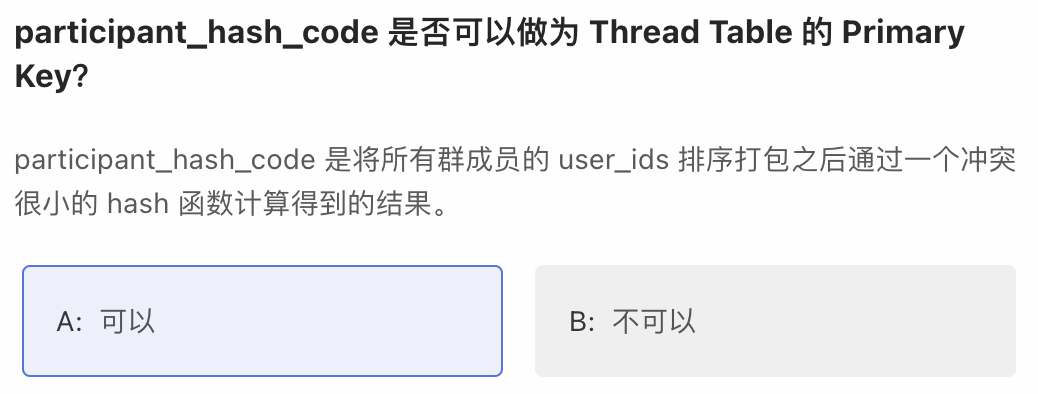 participant_hash_code 是否可以做为 Thread Table 的 Primary
Key?
participant_hash_code 是将所有群成员的 user_ids 排序打包之后通过一个冲突
很小的 hash 函数计算得到的结果。
A: 可以
B: 不可以